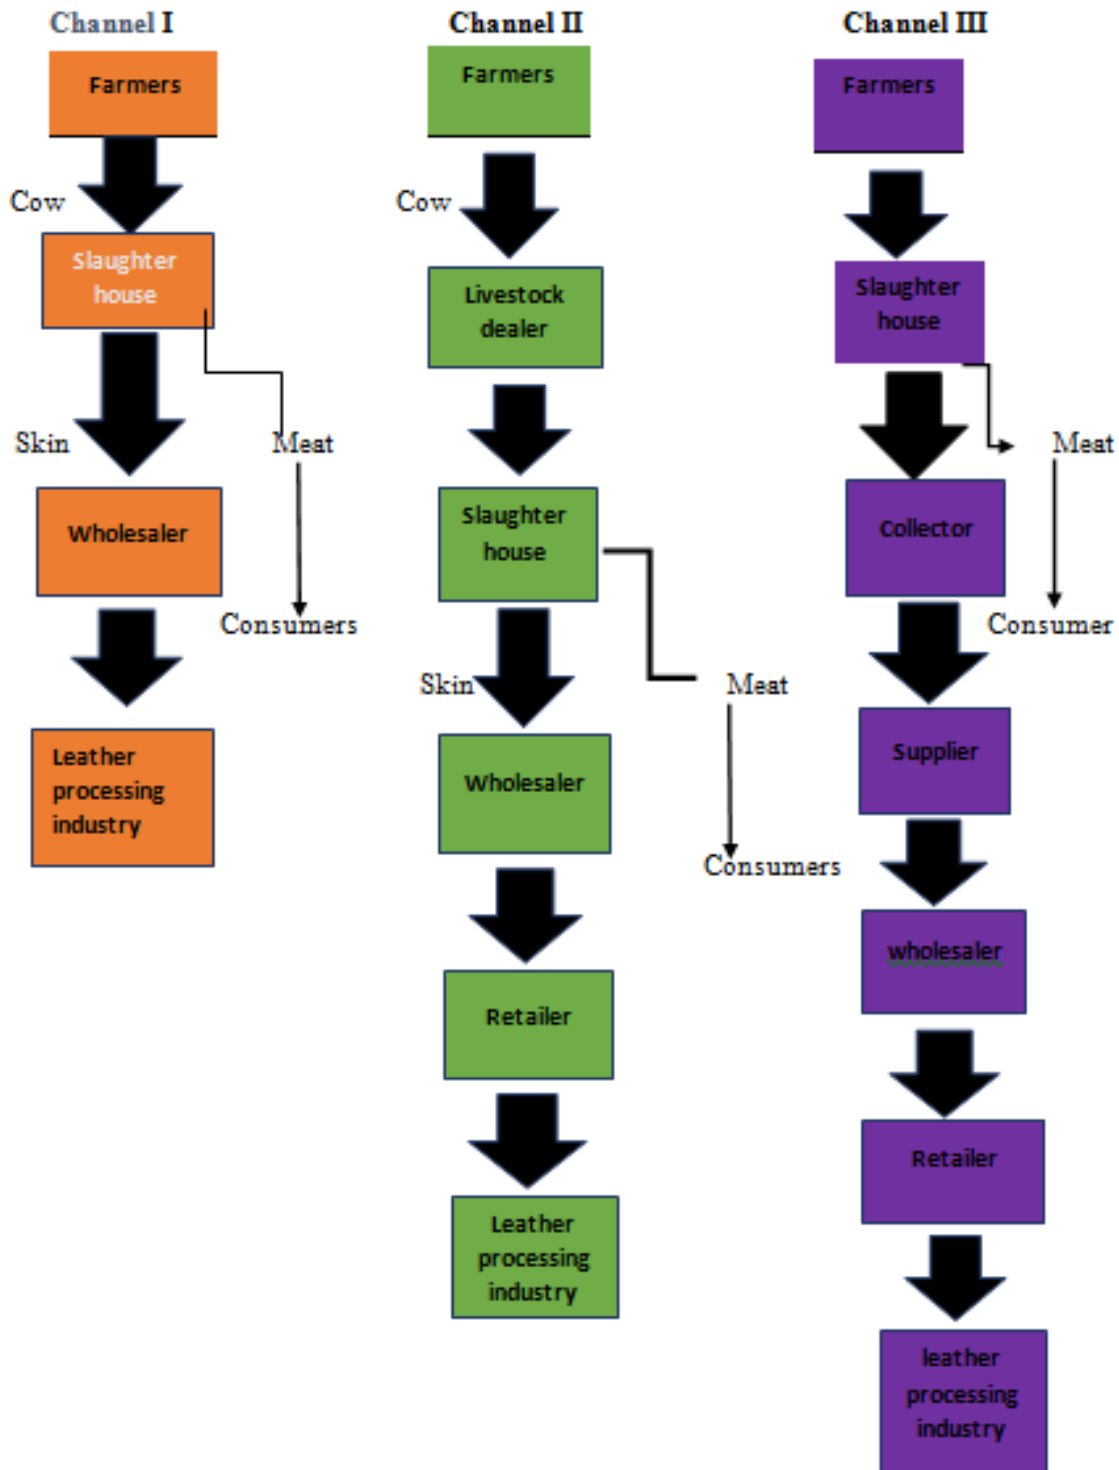 Channel I
Farmers
Cow
Slaughter
house
Skin
Meat
Wholesaler
Consumers
Leather
processing
industry
Channel II
Farmers
Cow
Livestock
dealer
Slaughter
house
Skin
Meat
Wholesaler
Consumers
Retailer
Leather
processing
industry
Channel III
Farmers
Slaughter
house
Meat
Collector
Consumer
Supplier
wholesaler
Retailer
leather
processing
industry